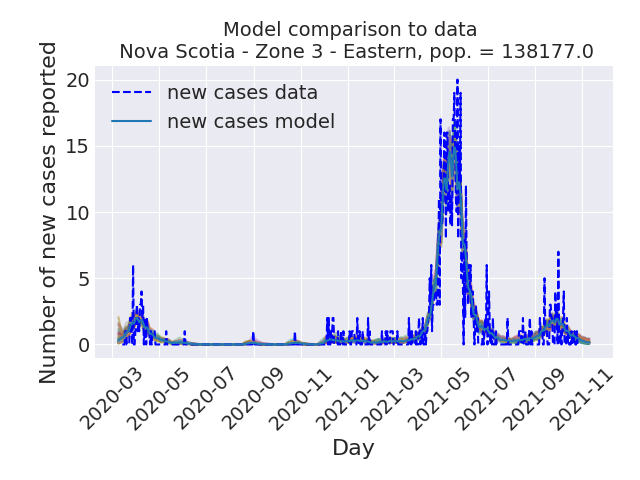 Model comparison to data
Nova Scotia - Zone 3 - Eastern, pop. = 138177.0
new cases data
new cases model
Number of new cases reported
20
15
10
5
0
2020-03
2020-05
2020-07
2020-09
2020-11
2021-01
2021-03
2021-05
2021-07
2021-09
2021-11
Day